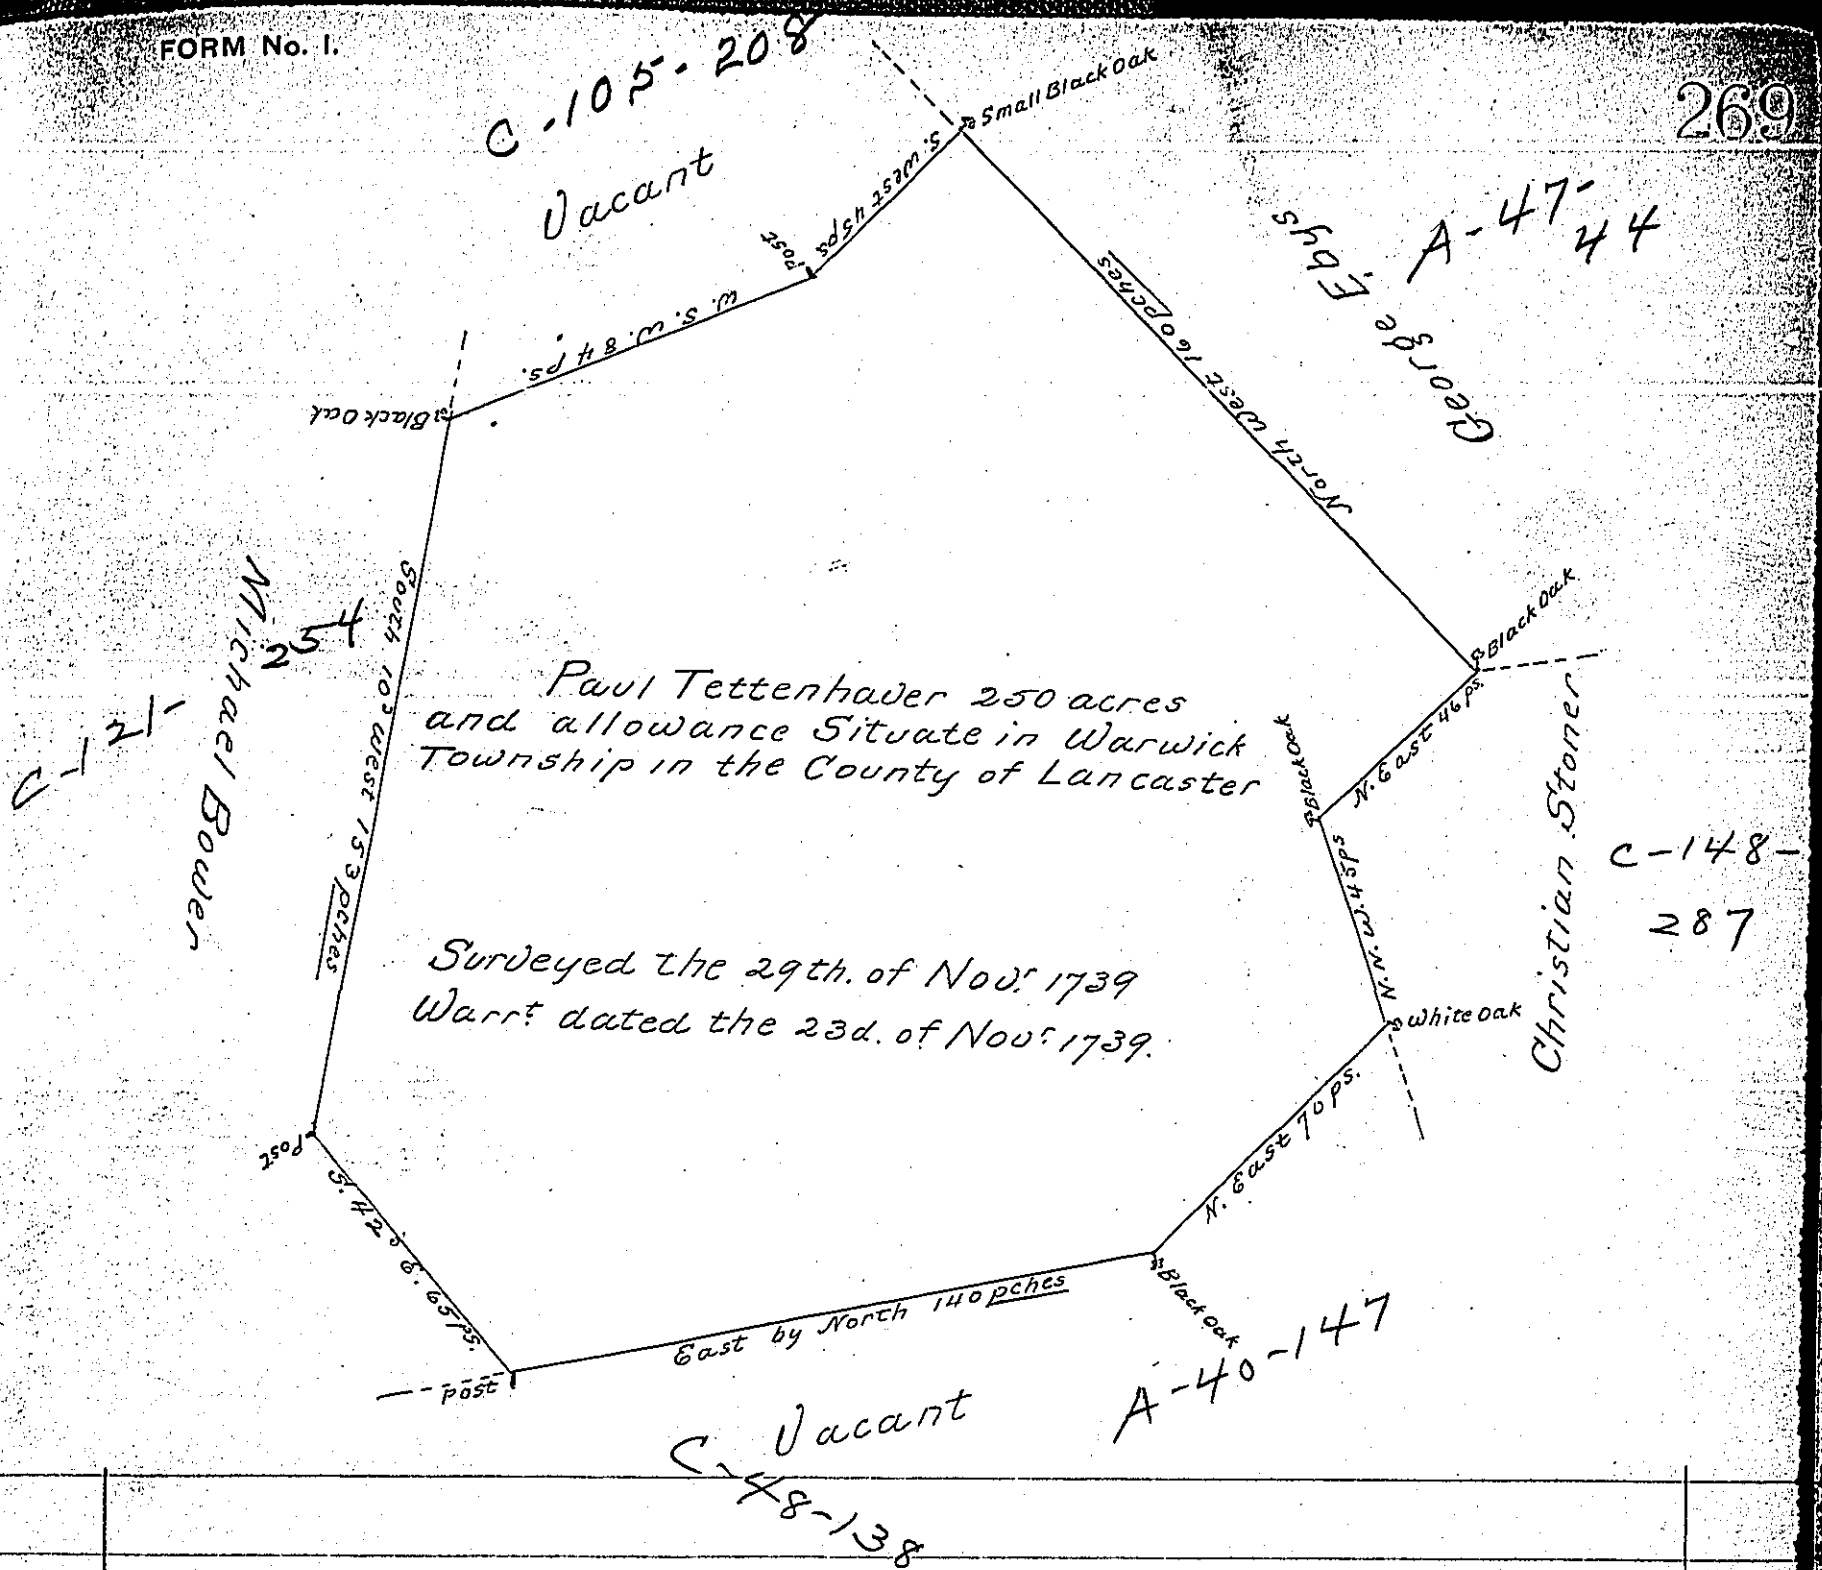 FORM No. 1.
269
C-105-208
Vacant
Small Black Oak
S. West 45ps
Post
W. S. W. 84 ps.
Black Oak
North West 160 pches
George Ebys
A-47-
44
Black Oak
N. East 46 ps.
Black Oak
N. N. W. 45ps
White Oak
Christian Stoner
C-148-
287
South 10° West 153 pches
Michael Bower
C-121-
254
Paul Tettenhaver 250 acres
and allowance Situate in Warwick
Township in the County of Lancaster
Surveyed the 29th. of Novr. 1739
Warrt. dated the 23d. of Novr. 1739.
Post
S. 42° E. 65 ps.
Post
East by North 140 pches
N. East 70 ps.
Black Oak
A-40-147
Vacant
C-48-138